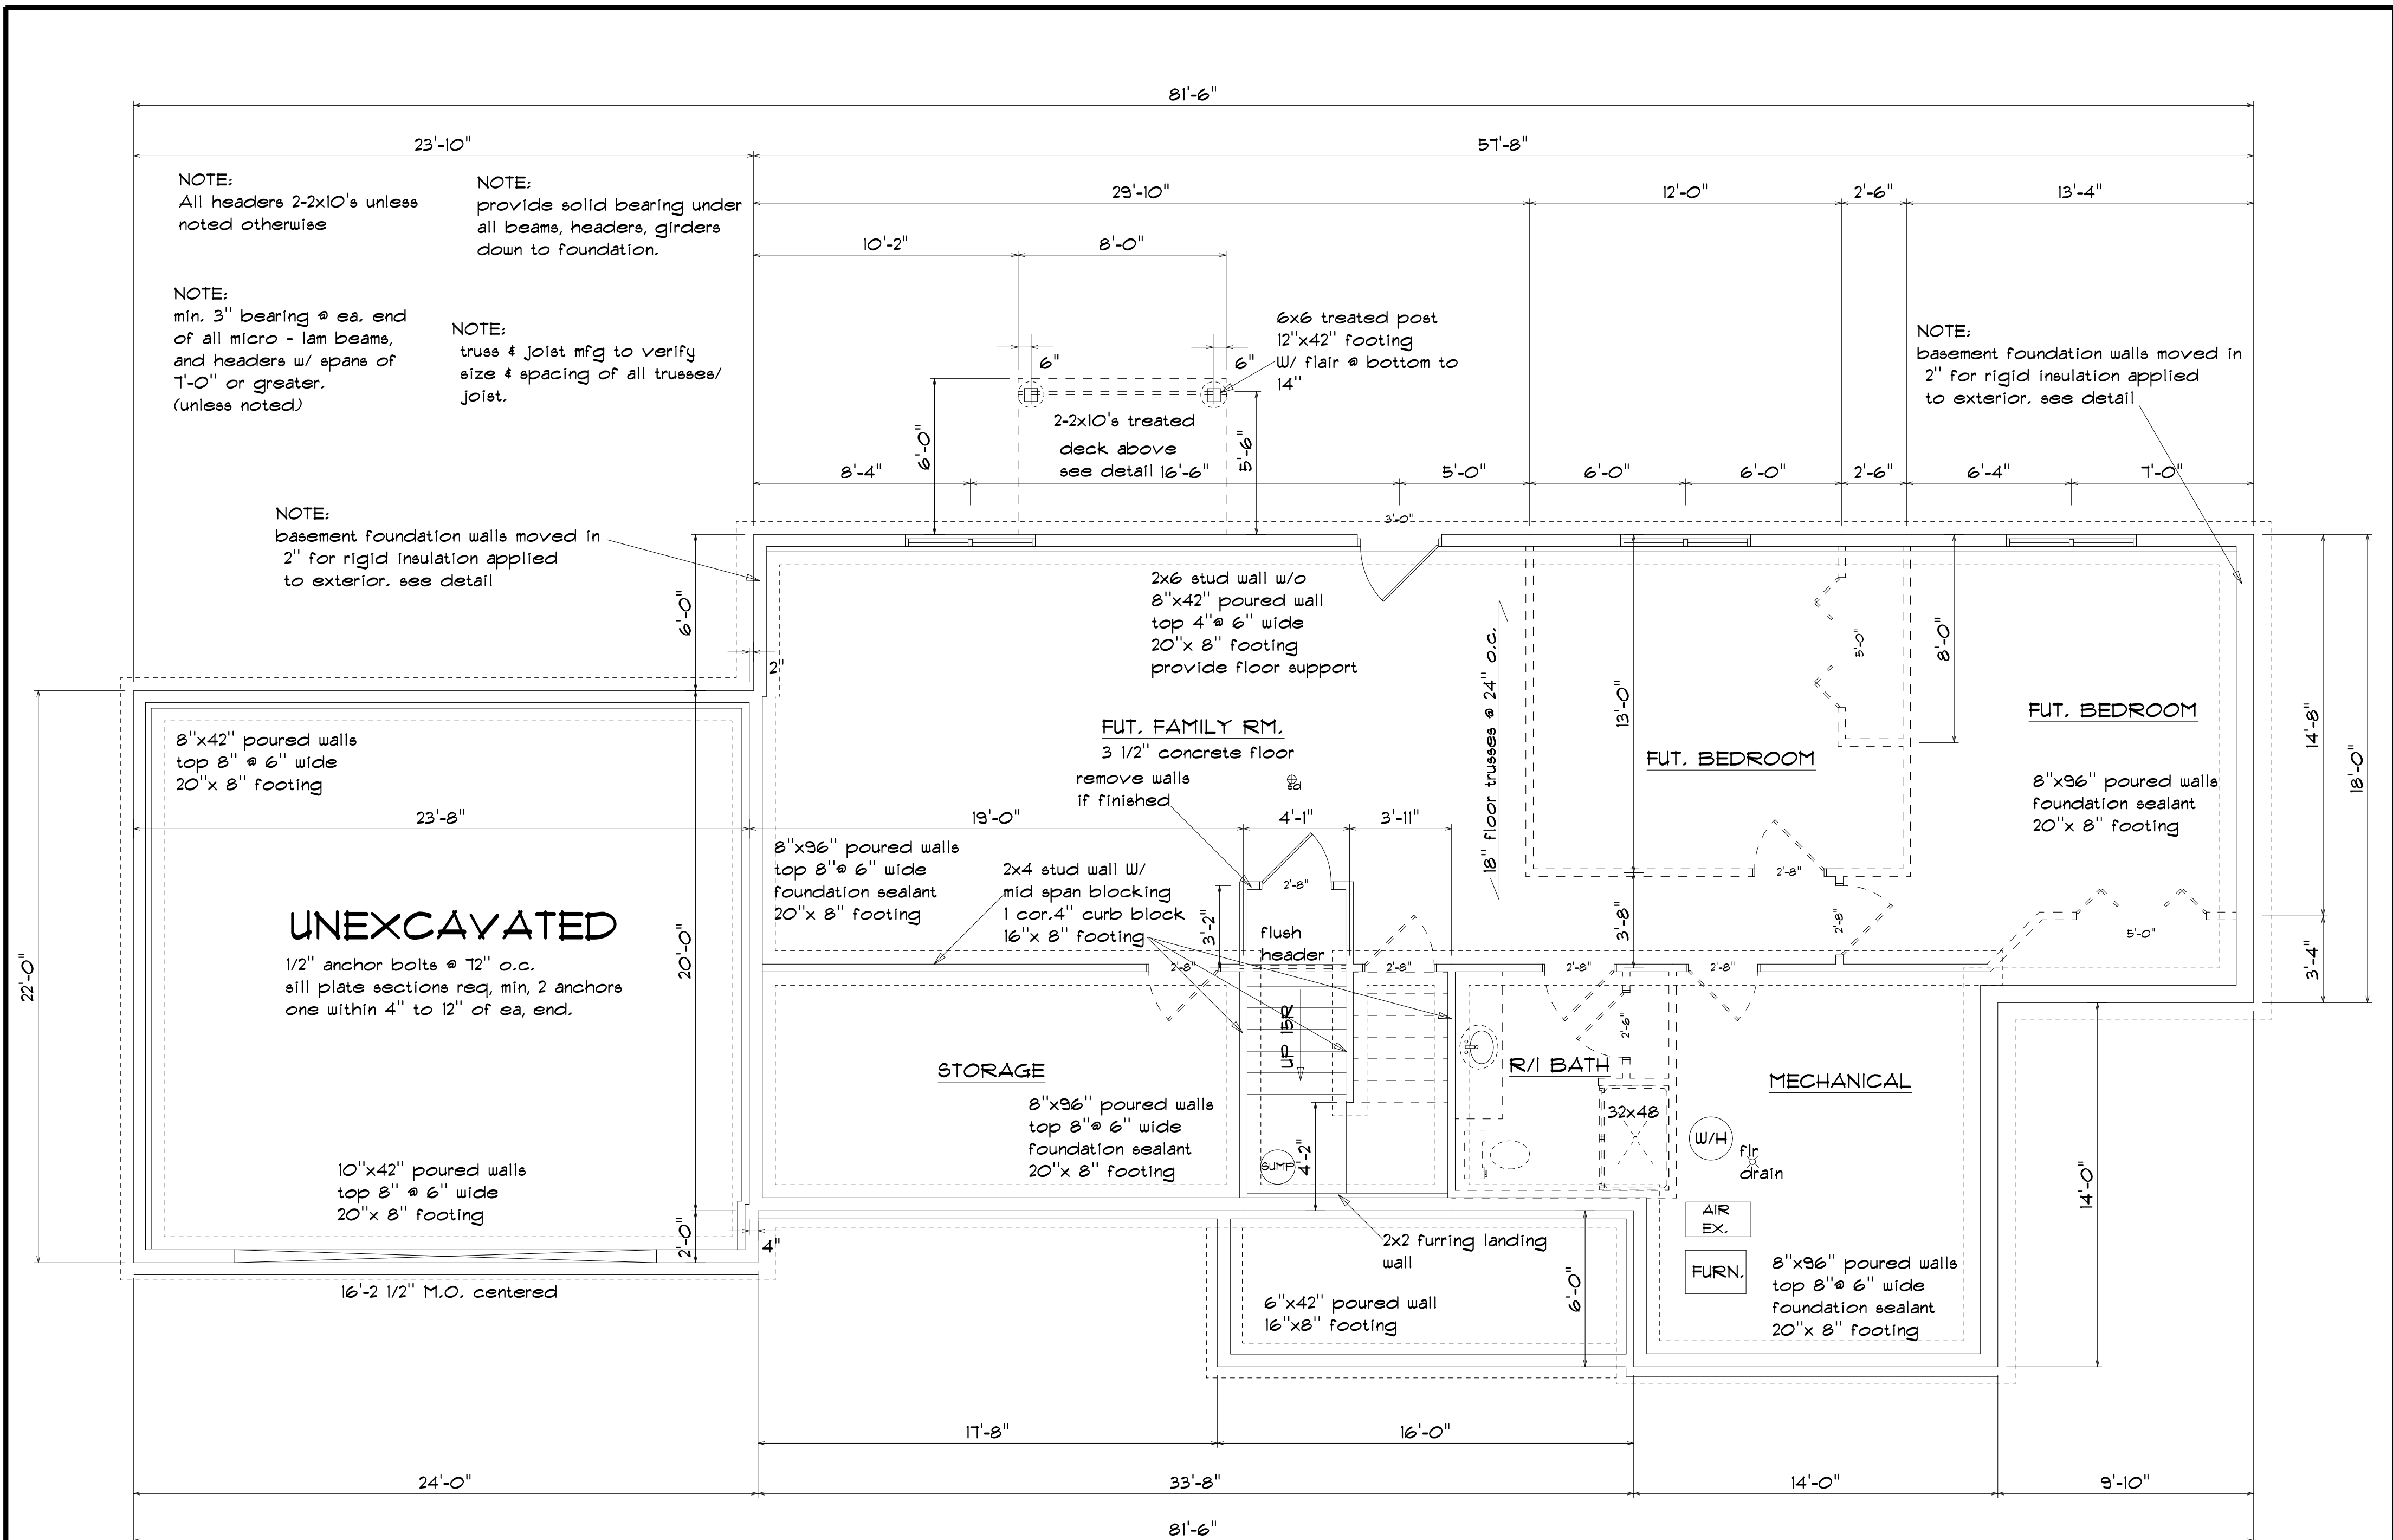 81'-6"
23'-10"
57'-8"
29'-10"
12'-0"
2'-6"
13'-4"
10'-2"
8'-0"
NOTE:
All headers 2-2x10's unless
noted otherwise
NOTE:
provide solid bearing under
all beams, headers, girders
down to foundation.
NOTE:
min. 3" bearing @ ea. end
of all micro - lam beams,
and headers w/ spans of
7'-0" or greater.
(unless noted)
NOTE:
truss & joist mfg to verify
size & spacing of all trusses/
joist.
6"
6"
6x6 treated post
12"x42" footing
W/ flair @ bottom to
14"
NOTE:
basement foundation walls moved in
2" for rigid insulation applied
to exterior. see detail
6'-0"
2-2x10's treated
deck above
see detail
5'-6"
8'-4"
16'-6"
5'-0"
6'-0"
6'-0"
2'-6"
6'-4"
7'-0"
3'-0"
NOTE:
basement foundation walls moved in
2" for rigid insulation applied
to exterior. see detail
6'-0"
2"
2x6 stud wall w/o
8"x42" poured wall
top 4"@ 6" wide
20"x 8" footing
provide floor support
18" floor trusses @ 24" o.c.
13'-0"
5'-0"
8'-0"
FUT. BEDROOM
14'-8"
18'-0"
FUT. FAMILY RM.
3 1/2" concrete floor
remove walls
if finished
sd
FUT. BEDROOM
8"x96" poured walls
foundation sealant
20"x 8" footing
8"x42" poured walls
top 8" @ 6" wide
20"x 8" footing
23'-8"
19'-0"
4'-1"
3'-11"
8"x96" poured walls
top 8"@ 6" wide
foundation sealant
20"x 8" footing
2x4 stud wall W/
mid span blocking
1 cor.4" curb block
16"x 8" footing
2'-8"
3'-2"
flush
header
2'-8"
3'-8"
2'-8"
5'-0"
3'-4"
UNEXCAVATED
1/2" anchor bolts @ 72" o.c.
sill plate sections req, min, 2 anchors
one within 4" to 12" of ea, end.
22'-0"
20'-0"
2'-8"
2'-8"
2'-8"
2'-8"
UP 15R
2'-6"
STORAGE
R/I BATH
MECHANICAL
8"x96" poured walls
top 8"@ 6" wide
foundation sealant
20"x 8" footing
32x48
W/H
flr
drain
SUMP
4'-2"
14'-0"
10"x42" poured walls
top 8" @ 6" wide
20"x 8" footing
2'-0"
4"
AIR
EX.
FURN.
2x2 furring landing
wall
8"x96" poured walls
top 8"@ 6" wide
foundation sealant
20"x 8" footing
16'-2 1/2" M.O. centered
6"x42" poured wall
16"x8" footing
6'-0"
17'-8"
16'-0"
24'-0"
33'-8"
14'-0"
9'-10"
81'-6"